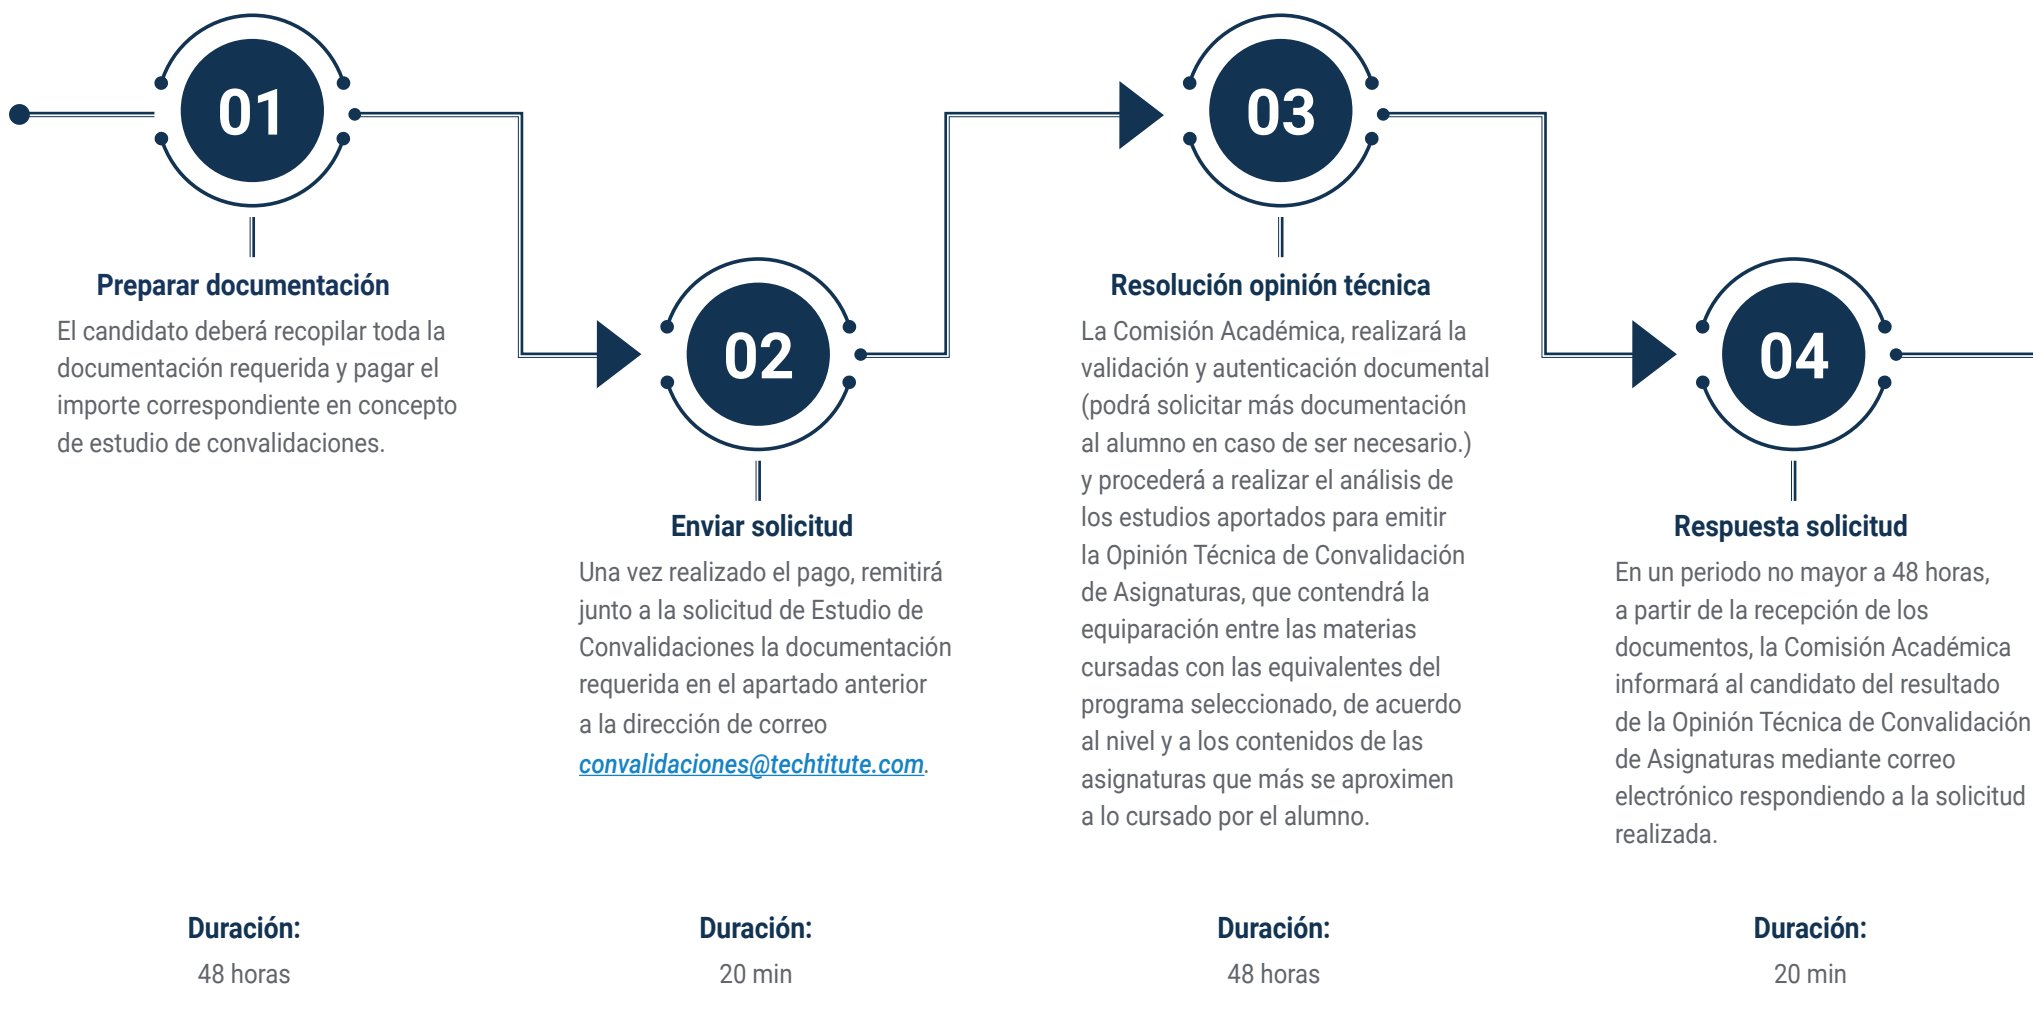 01
Preparar documentación
El candidato deberá recopilar toda la
documentación requerida y pagar el
importe correspondiente en concepto
de estudio de convalidaciones.
Duración:
48 horas
02
Enviar solicitud
Una vez realizado el pago, remitirá
junto a la solicitud de Estudio de
Convalidaciones la documentación
requerida en el apartado anterior
a la dirección de correo
convalidaciones@techtitute.com.
Duración:
20 min
03
Resolución opinión técnica
La Comisión Académica, realizará la
validación y autenticación documental
(podrá solicitar más documentación
al alumno en caso de ser necesario.)
y procederá a realizar el análisis de
los estudios aportados para emitir
la Opinión Técnica de Convalidación
de Asignaturas, que contendrá la
equiparación entre las materias
cursadas con las equivalentes del
programa seleccionado, de acuerdo
al nivel y a los contenidos de las
asignaturas que más se aproximen
a lo cursado por el alumno.
Duración:
48 horas
04
Respuesta solicitud
En un periodo no mayor a 48 horas,
a partir de la recepción de los
documentos, la Comisión Académica
informará al candidato del resultado
de la Opinión Técnica de Convalidación
de Asignaturas mediante correo
electrónico respondiendo a la solicitud
realizada.
Duración:
20 min